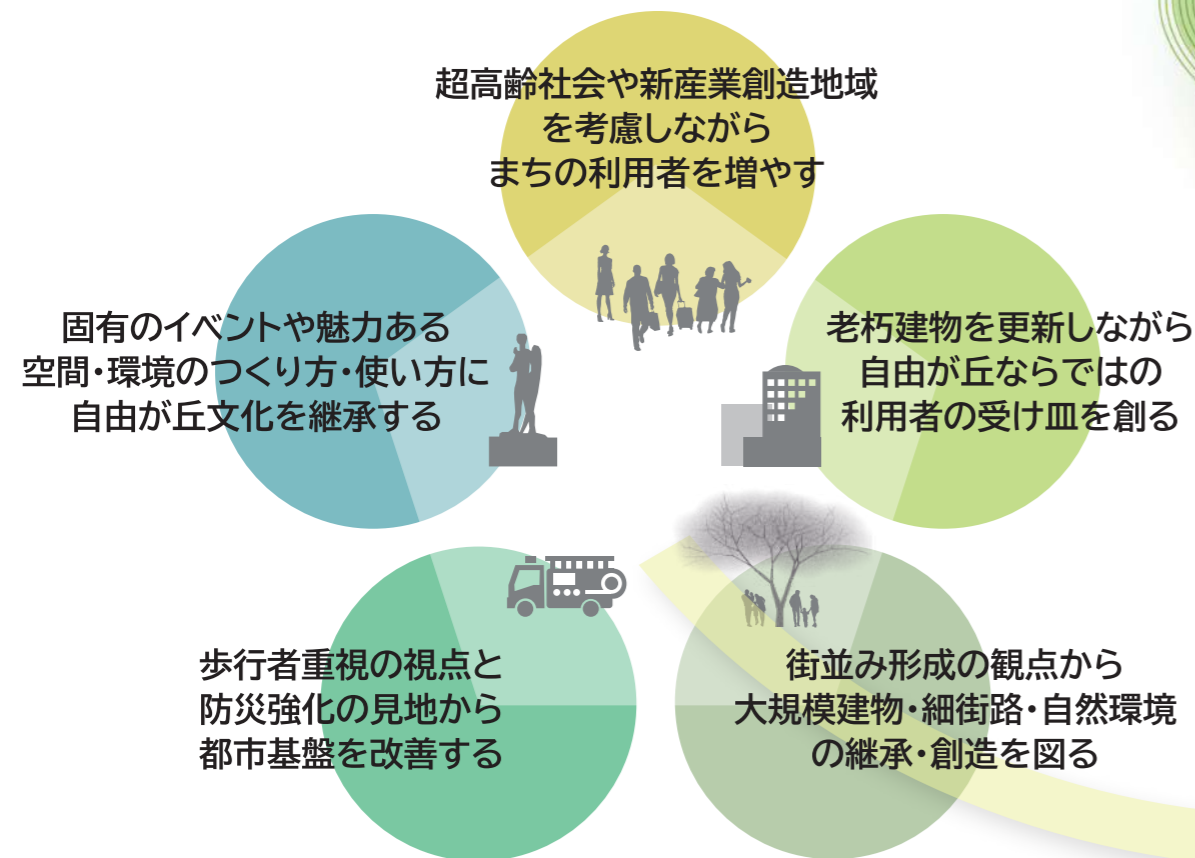 超高齢社会や新産業創造地域
を考慮しながら
まちの利用者を増やす
固有のイベントや魅力ある
空間・環境のつくり方・使い方に
自由が丘文化を継承する
老朽建物を更新しながら
自由が丘ならではの
利用者の受け皿を創る
歩行者重視の視点と
防災強化の見地から
都市基盤を改善する
街並み形成の観点から
大規模建物・細街路・自然環境
の継承・創造を図る